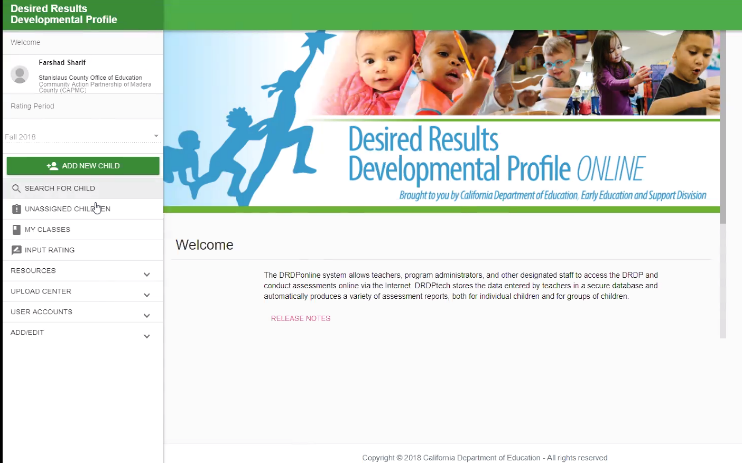 Desired Results
Developmental Profile
Welcome
Farshad Sharif
Stanislaus County Office of Education
Community Action Partnership of Madera
County (CAPMC)
Rating Period
Fall 2018
ADD NEW CHILD
SEARCH FOR CHILD
UNASSIGNED CHILDREN
MY CLASSES
INPUT RATING
RESOURCES
UPLOAD CENTER
USER ACCOUNTS
ADD/EDIT
Desired Results
Developmental Profile ONLINE
Brought to you by California Department of Education, Early Education and Support Division
Welcome
The DRDPonline system allows teachers, program administrators, and other designated staff to access the DRDP and
conduct assessments online via the Internet. DRDPtech stores the data entered by teachers in a secure database and
automatically produces a variety of assessment reports, both for individual children and for groups of children.
RELEASE NOTES
Copyright © 2018 California Department of Education - All rights reserved